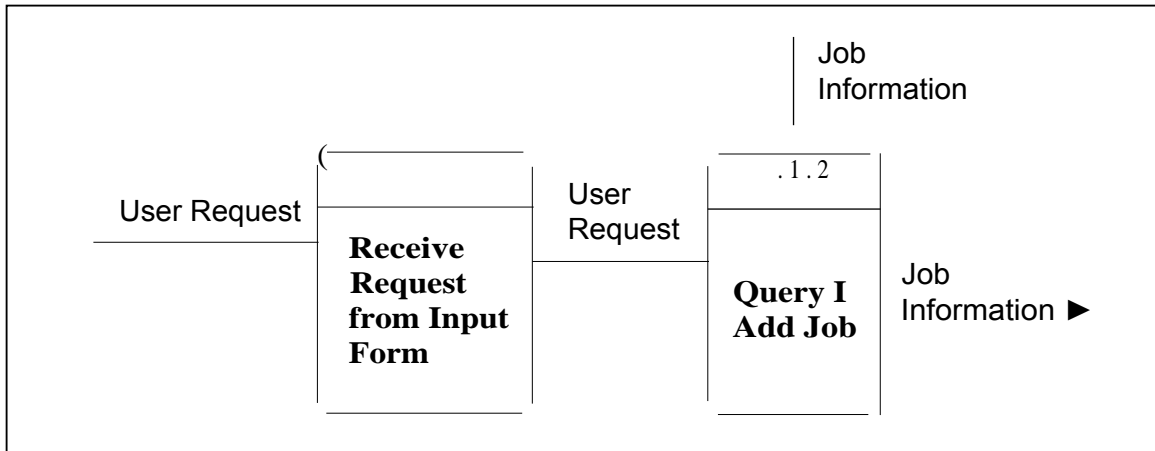 Job
Information
.1.2
User Request
User
Request
Receive
Request
from Input
Form
Query I
Add Job
Job
Information ►